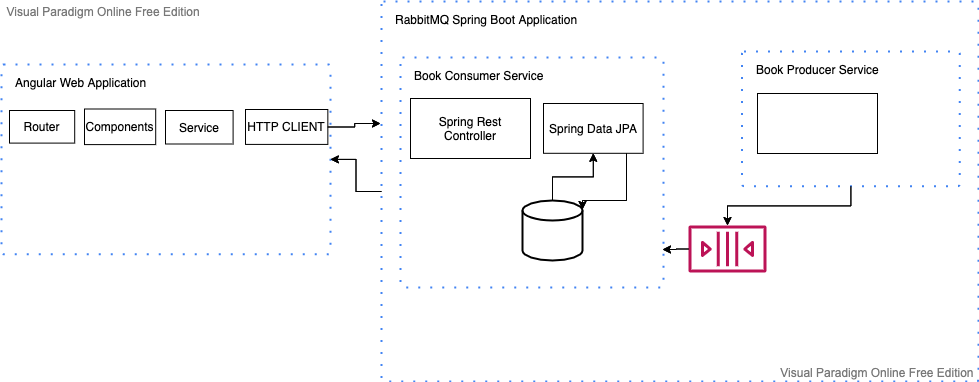 Visual Paradigm Online Free Edition
RabbitMQ Spring Boot Application
Angular Web Application
Router
Components
Service
HTTP CLIENT
Book Consumer Service
Spring Rest
Controller
Spring Data JPA
Book Producer Service
Visual Paradigm Online Free Edition